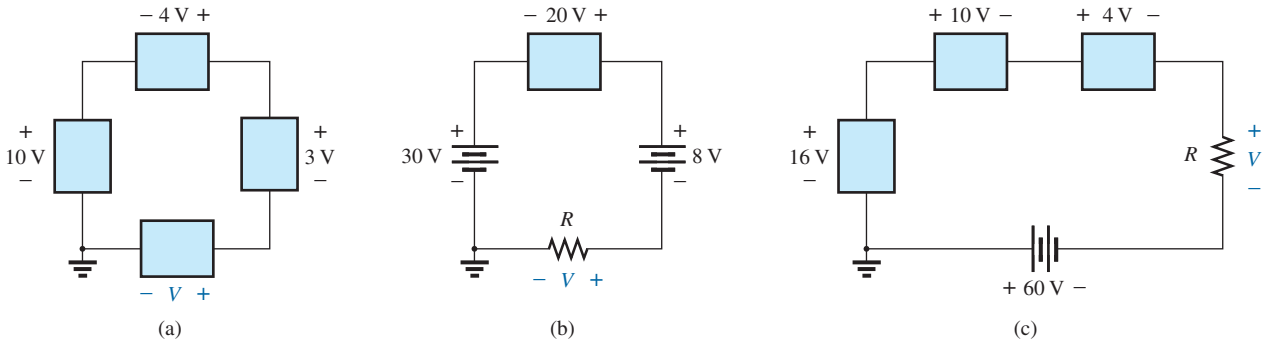 − 4 V +
+
10 V
−
+
3 V
−
− V +
(a)
− 20 V +
+
30 V
−
+
8 V
−
R
− V +
(b)
+ 10 V −
+ 4 V −
+
16 V
−
R
+
V
−
+ 60 V −
(c)